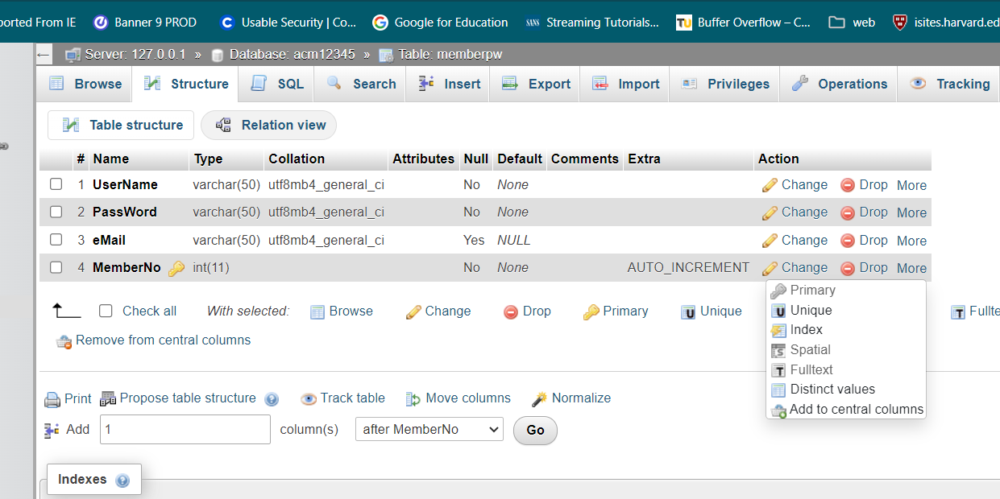 ported From IE Banner 9 PROD Usable Security | Co... Google for Education SANS Streaming Tutorials... TU Buffer Overflow – C... web isites.harvard.ed
Server: 127.0.0.1 » Database: acm12345 » Table: memberpw
Browse Structure SQL Search Insert Export Import Privileges Operations Tracking
Table structure Relation view
# Name Type Collation Attributes Null Default Comments Extra Action
1 UserName varchar(50) utf8mb4_general_ci No None Change Drop More
2 PassWord varchar(50) utf8mb4_general_ci No None Change Drop More
3 eMail varchar(50) utf8mb4_general_ci Yes NULL Change Drop More
4 MemberNo int(11) No None AUTO_INCREMENT Change Drop More
Primary
Unique
Index
Spatial
Fulltext
Distinct values
Add to central columns
Check all With selected: Browse Change Drop Primary Unique Fullte
Remove from central columns
Print Propose table structure Track table Move columns Normalize
Add 1 column(s) after MemberNo Go
Indexes